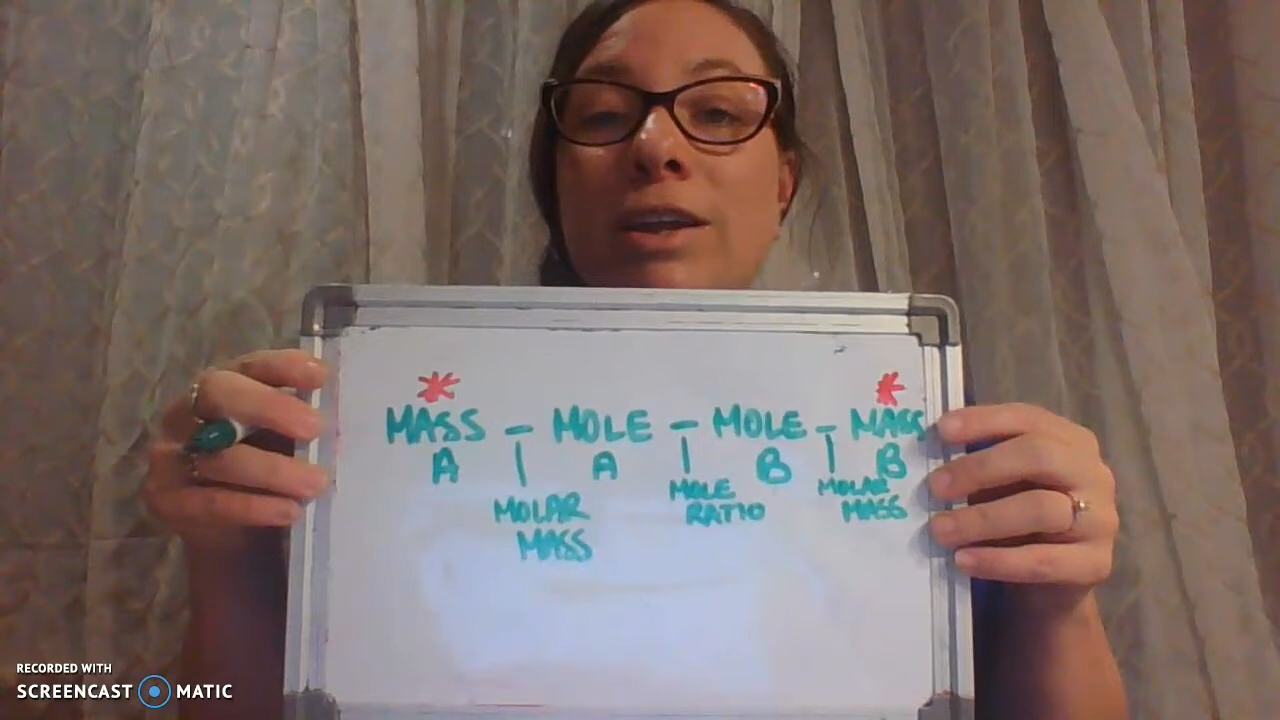 * *
MASS - MOLE - MOLE - MASS
A | A | B | B
MOLAR MASS
MOLE RATIO
MOLAR MASS
RECORDED WITH
SCREENCAST MATIC